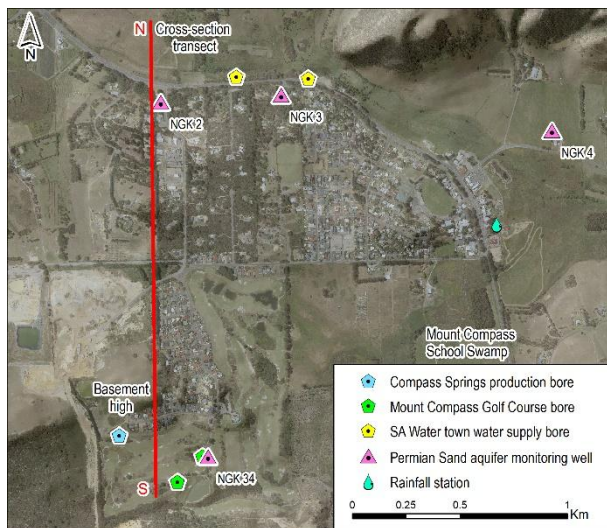 N
Cross-section
transect
N
NGK 2
NGK 3
NGK 4
Mount Compass
School Swamp
Basement
high
NGK 34
S
Compass Springs production bore
Mount Compass Golf Course bore
SA Water town water supply bore
Permian Sand aquifer monitoring well
Rainfall station
0 0.25 0.5 1
Km